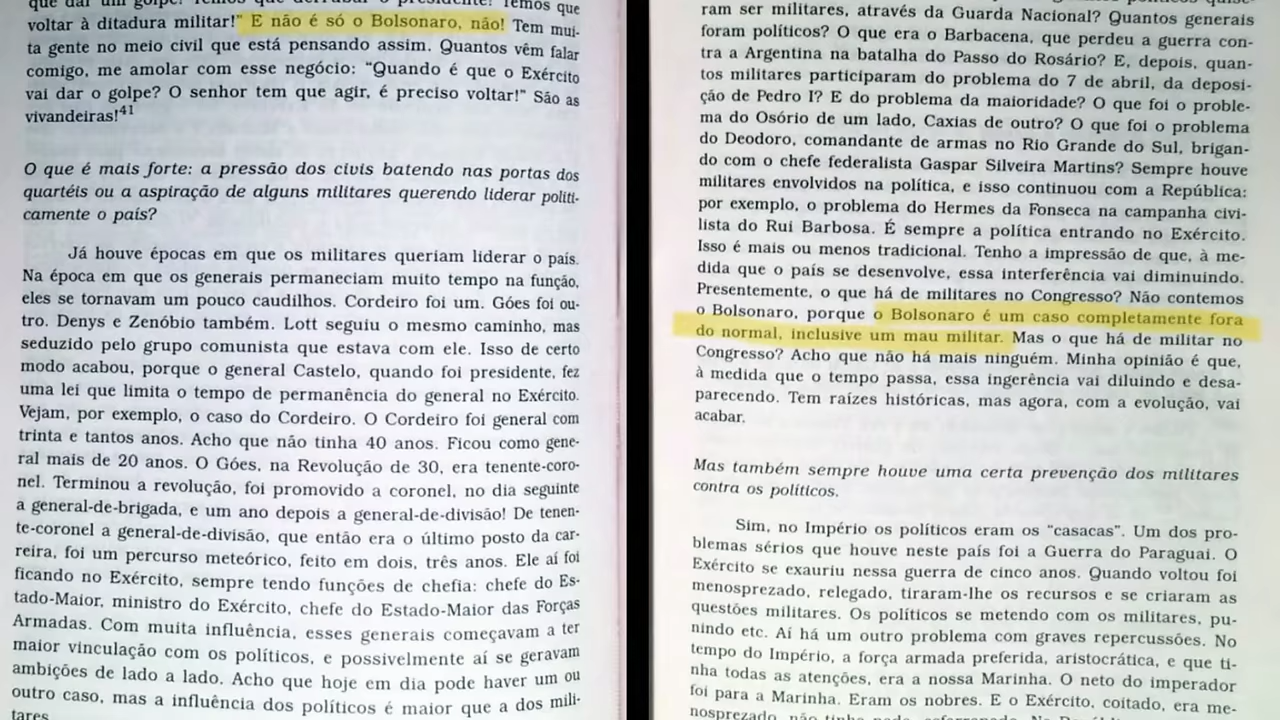 que dar um golpe! Temos que derrubar o presidente! Temos que
voltar à ditadura militar!" E não é só o Bolsonaro, não! Tem mui-
ta gente no meio civil que está pensando assim. Quantos vêm falar
comigo, me amolar com esse negócio: "Quando é que o Exército
vai dar o golpe? O senhor tem que agir, é preciso voltar!" São as
vivandeiras!41
O que é mais forte: a pressão dos civis batendo nas portas dos
quartéis ou a aspiração de alguns militares querendo liderar politi-
camente o país?
Já houve épocas em que os militares queriam liderar o país.
Na época em que os generais permaneciam muito tempo na função,
eles se tornavam um pouco caudilhos. Cordeiro foi um. Góes foi ou-
tro. Denys e Zenóbio também. Lott seguiu o mesmo caminho, mas
seduzido pelo grupo comunista que estava com ele. Isso de certo
modo acabou, porque o general Castelo, quando foi presidente, fez
uma lei que limita o tempo de permanência do general no Exército.
Vejam, por exemplo, o caso do Cordeiro. O Cordeiro foi general com
trinta e tantos anos. Acho que não tinha 40 anos. Ficou como gene-
ral mais de 20 anos. O Góes, na Revolução de 30, era tenente-coro-
nel. Terminou a revolução, foi promovido a coronel, no dia seguinte
a general-de-brigada, e um ano depois a general-de-divisão! De tenen-
te-coronel a general-de-divisão, que então era o último posto da car-
reira, foi um percurso meteórico, feito em dois, três anos. Ele aí foi
ficando no Exército, sempre tendo funções de chefia: chefe do Es-
tado-Maior, ministro do Exército, chefe do Estado-Maior das Forças
Armadas. Com muita influência, esses generais começavam a ter
maior vinculação com os políticos, e possivelmente aí se geravam
ambições de lado a lado. Acho que hoje em dia pode haver um ou
outro caso, mas a influência dos políticos é maior que a dos mili-
tares.
ram ser militares, através da Guarda Nacional? Quantos generais
foram políticos? O que era o Barbacena, que perdeu a guerra con-
tra a Argentina na batalha do Passo do Rosário? E, depois, quan-
tos militares participaram do problema do 7 de abril, da deposi-
ção de Pedro I? E do problema da maioridade? O que foi o proble-
ma do Osório de um lado, Caxias de outro? O que foi o problema
do Deodoro, comandante de armas no Rio Grande do Sul, brigan-
do com o chefe federalista Gaspar Silveira Martins? Sempre houve
militares envolvidos na política, e isso continuou com a República:
por exemplo, o problema do Hermes da Fonseca na campanha civi-
lista do Rui Barbosa. É sempre a política entrando no Exército.
Isso é mais ou menos tradicional. Tenho a impressão de que, à me-
dida que o país se desenvolve, essa interferência vai diminuindo.
Presentemente, o que há de militares no Congresso? Não contemos
o Bolsonaro, porque o Bolsonaro é um caso completamente fora
do normal, inclusive um mau militar. Mas o que há de militar no
Congresso? Acho que não há mais ninguém. Minha opinião é que,
à medida que o tempo passa, essa ingerência vai diluindo e desa-
parecendo. Tem raízes históricas, mas agora, com a evolução, vai
acabar.
Mas também sempre houve uma certa prevenção dos militares
contra os políticos.
Sim, no Império os políticos eram os "casacas". Um dos pro-
blemas sérios que houve neste país foi a Guerra do Paraguai. O
Exército se exauriu nessa guerra de cinco anos. Quando voltou foi
menosprezado, relegado, tiraram-lhe os recursos e se criaram as
questões militares. Os políticos se metendo com os militares, pu-
nindo etc. Aí há um outro problema com graves repercussões. No
tempo do Império, a força armada preferida, aristocrática, e que ti-
nha todas as atenções, era a nossa Marinha. O neto do imperador
foi para a Marinha. Eram os nobres. E o Exército, coitado, era me-
nosprezado, não tinha